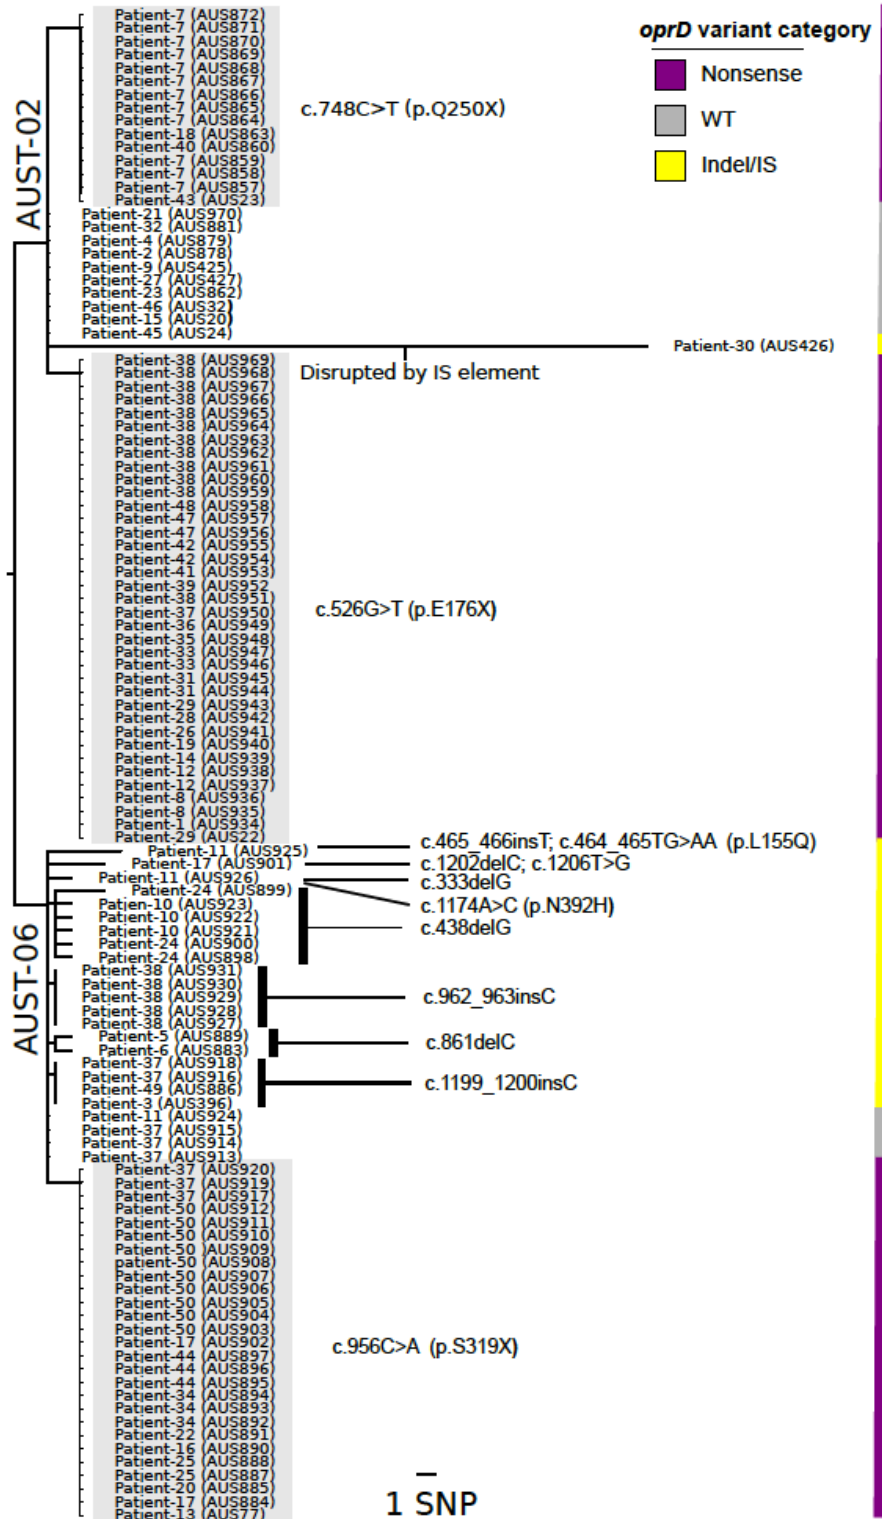 oprD variant category
Nonsense
WT
Indel/IS
AUST-02
Patient-7 (AUS872)
Patient-7 (AUS871)
Patient-7 (AUS870)
Patient-7 (AUS869)
Patient-7 (AUS868)
Patient-7 (AUS867)
Patient-7 (AUS866)
Patient-7 (AUS865)
Patient-7 (AUS864)
Patient-18 (AUS863)
Patient-40 (AUS860)
Patient-7 (AUS859)
Patient-7 (AUS858)
Patient-7 (AUS857)
Patient-43 (AUS23)
c.748C>T (p.Q250X)
Patient-21 (AUS970)
Patient-32 (AUS881)
Patient-4 (AUS879)
Patient-2 (AUS878)
Patient-9 (AUS425)
Patient-27 (AUS427)
Patient-23 (AUS862)
Patient-46 (AUS32)
Patient-15 (AUS20)
Patient-45 (AUS24)
Patient-30 (AUS426)
Disrupted by IS element
Patient-38 (AUS969)
Patient-38 (AUS968)
Patient-38 (AUS967)
Patient-38 (AUS966)
Patient-38 (AUS965)
Patient-38 (AUS964)
Patient-38 (AUS963)
Patient-38 (AUS962)
Patient-38 (AUS961)
Patient-38 (AUS960)
Patient-38 (AUS959)
Patient-48 (AUS958)
Patient-47 (AUS957)
Patient-47 (AUS956)
Patient-42 (AUS955)
Patient-42 (AUS954)
Patient-41 (AUS953)
Patient-39 (AUS952
Patient-38 (AUS951)
Patient-37 (AUS950)
Patient-36 (AUS949)
Patient-35 (AUS948)
Patient-33 (AUS947)
Patient-33 (AUS946)
Patient-31 (AUS945)
Patient-31 (AUS944)
Patient-29 (AUS943)
Patient-28 (AUS942)
Patient-26 (AUS941)
Patient-19 (AUS940)
Patient-14 (AUS939)
Patient-12 (AUS938)
Patient-12 (AUS937)
Patient-8 (AUS936)
Patient-8 (AUS935)
Patient-1 (AUS934)
Patient-29 (AUS22)
c.526G>T (p.E176X)
AUST-06
Patient-11 (AUS925)
c.465_466insT; c.464_465TG>AA (p.L155Q)
Patient-17 (AUS901)
c.1202delC; c.1206T>G
Patient-11 (AUS926)
c.333delG
Patient-24 (AUS899)
c.1174A>C (p.N392H)
Patien-10 (AUS923)
Patient-10 (AUS922)
Patient-10 (AUS921)
Patient-24 (AUS900)
Patient-24 (AUS898)
c.438delG
Patient-38 (AUS931)
Patient-38 (AUS930)
Patient-38 (AUS929)
Patient-38 (AUS928)
Patient-38 (AUS927)
c.962_963insC
Patient-5 (AUS889)
Patient-6 (AUS883)
c.861delC
Patient-37 (AUS918)
Patient-37 (AUS916)
Patient-49 (AUS886)
Patient-3 (AUS396)
c.1199_1200insC
Patient-11 (AUS924)
Patient-37 (AUS915)
Patient-37 (AUS914)
Patient-37 (AUS913)
Patient-37 (AUS920)
Patient-37 (AUS919)
Patient-37 (AUS917)
Patient-50 (AUS912)
Patient-50 (AUS911)
Patient-50 (AUS910)
Patient-50 )AUS909)
patient-50 (AUS908)
Patient-50 (AUS907)
Patient-50 (AUS906)
Patient-50 (AUS905)
Patient-50 (AUS904)
Patient-50 (AUS903)
Patient-17 (AUS902)
Patient-44 (AUS897)
Patient-44 (AUS896)
Patient-44 (AUS895)
Patient-34 (AUS894)
Patient-34 (AUS893)
Patient-34 (AUS892)
Patient-22 (AUS891)
Patient-16 (AUS890)
Patient-25 (AUS888)
Patient-25 (AUS887)
Patient-20 (AUS885)
Patient-17 (AUS884)
Patient-13 (AUS77)
c.956C>A (p.S319X)
1 SNP